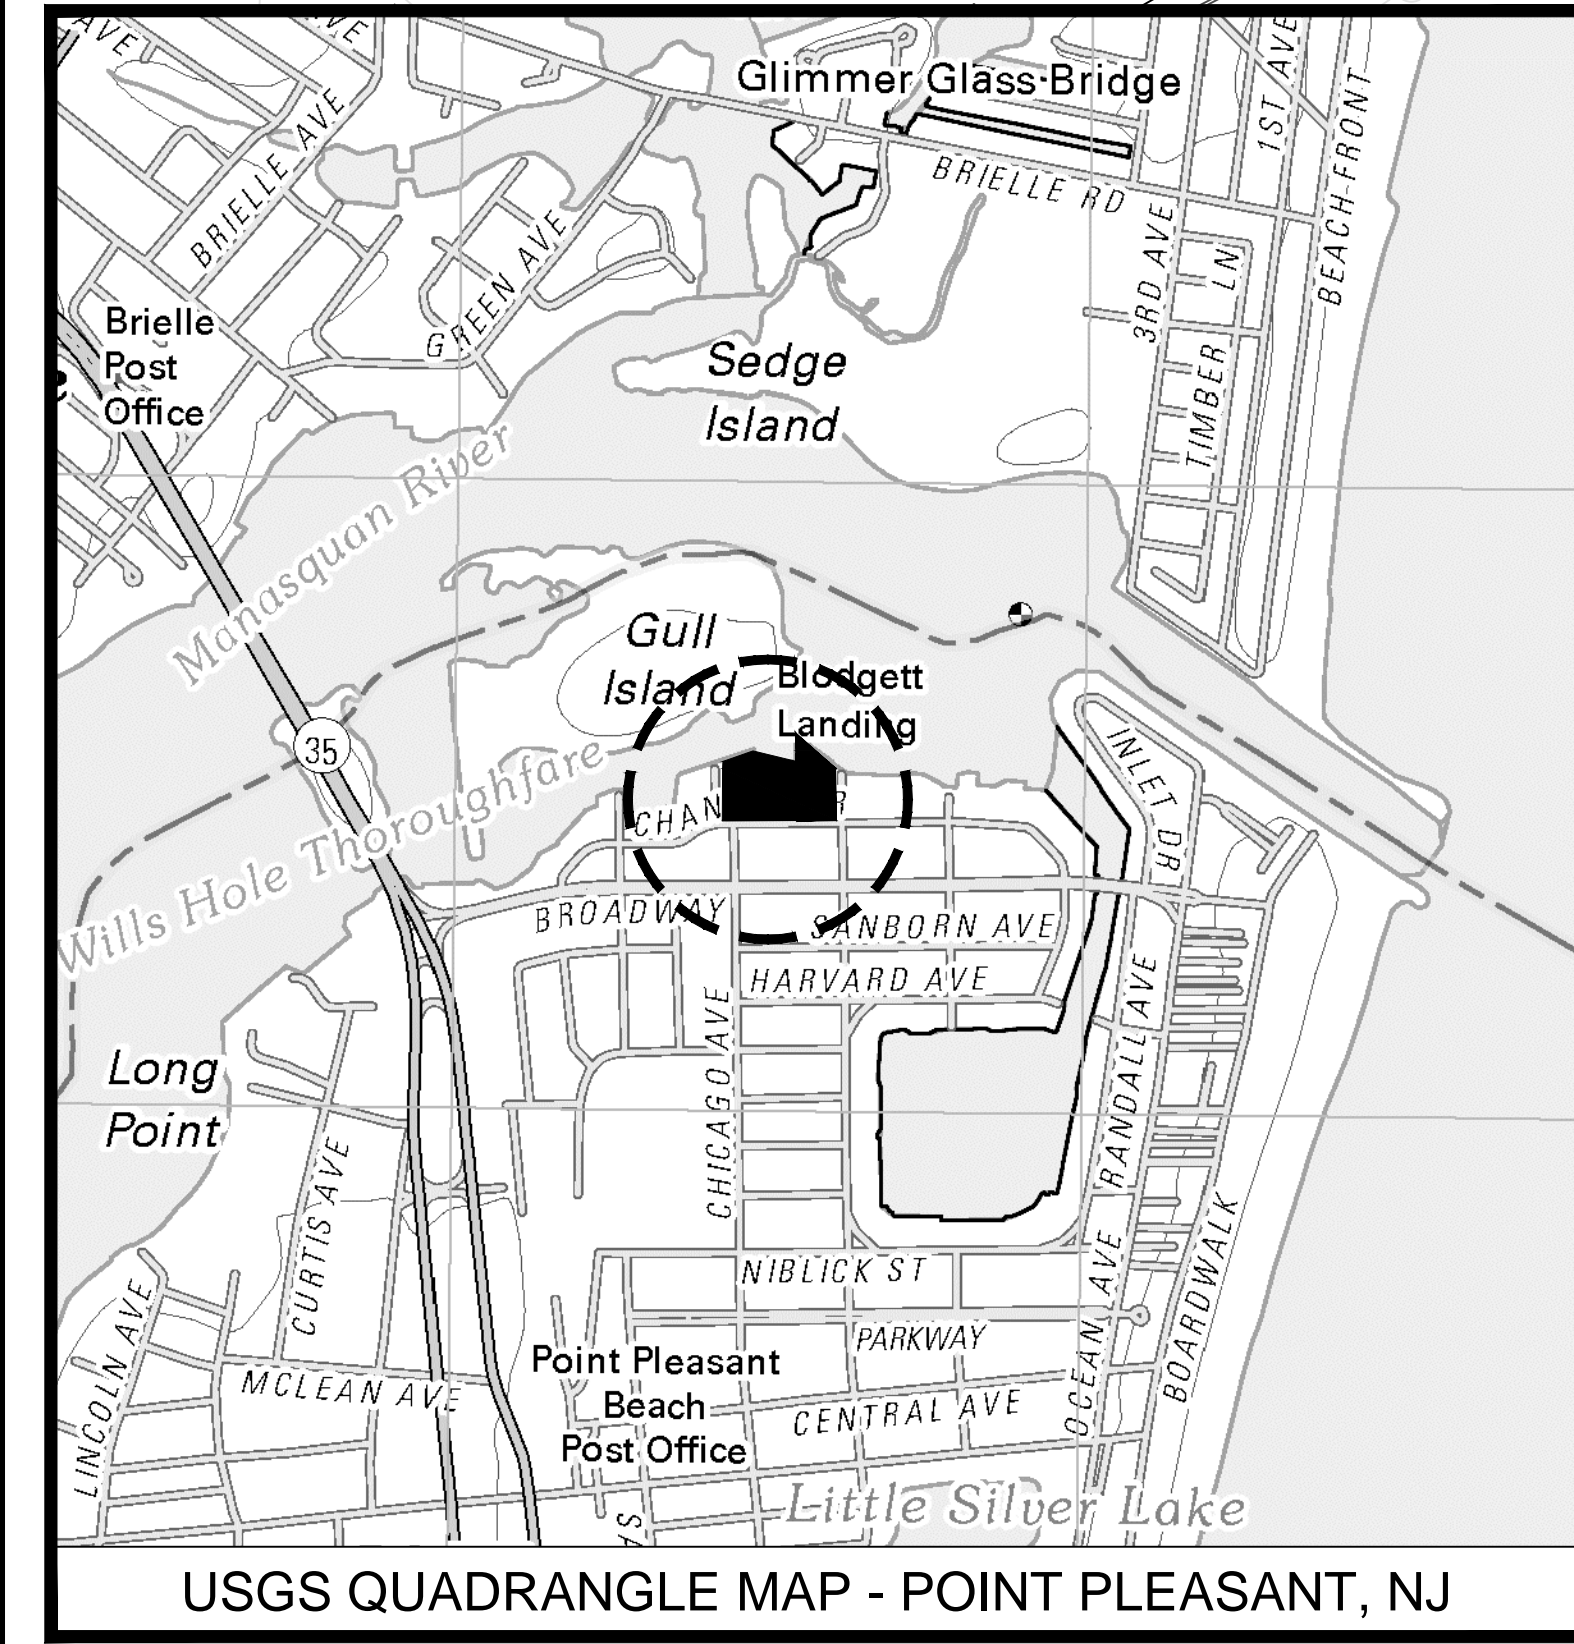 AVE
AVE
Glimmer Glass Bridge
1ST AVE
BEACH-FRONT
BRIELLE AVE
BRIELLE RD
3RD AVE
GREEN AVE
LN
TIMBER
Brielle
Post
Office
Sedge
Island
Manasquan River
Gull
Island
Blodgett
Landing
35
INLET DR
Wills Hole Thoroughfare
CHAN
R
BROADWAY
SANBORN AVE
HARVARD AVE
CHICAGO AVE
RANDALL AVE
Long
Point
CURTIS AVE
NIBLICK ST
OCEAN AVE
BOARDWALK
LINCOLN AVE
PARKWAY
MCLEAN AVE
Point Pleasant
Beach
Post Office
CENTRAL AVE
Little Silver Lake
USGS QUADRANGLE MAP - POINT PLEASANT, NJ